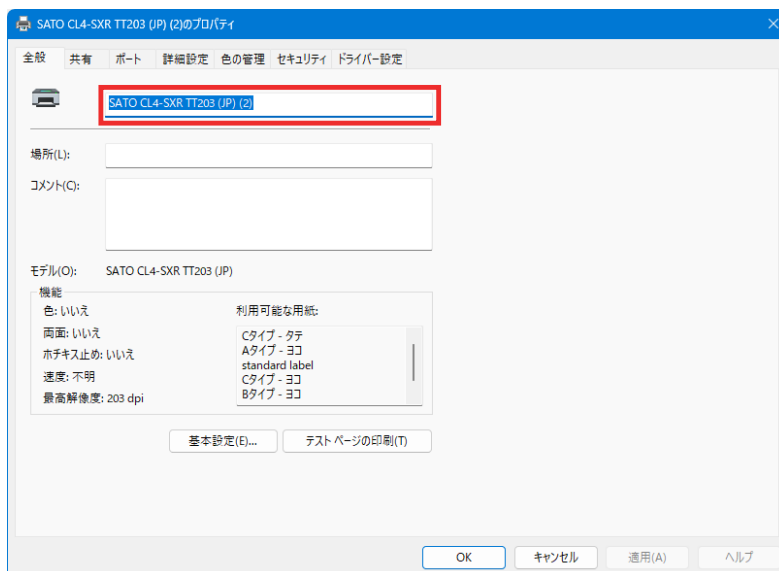 SATO CL4-SXR TT203 (JP) (2)のプロパティ
全般 共有 ポート 詳細設定 色の管理 セキュリティ ドライバー設定
SATO CL4-SXR TT203 (JP) (2)
場所(L):
コメント(C):
モデル(O): SATO CL4-SXR TT203 (JP)
機能
色: いいえ
両面: いいえ
ホチキス止め: いいえ
速度: 不明
最高解像度: 203 dpi
利用可能な用紙:
Cタイプ - タテ
Aタイプ - ヨコ
standard label
Cタイプ - ヨコ
Bタイプ - ヨコ
基本設定(E)... テスト ページの印刷(T)
OK キャンセル 適用(A) ヘルプ